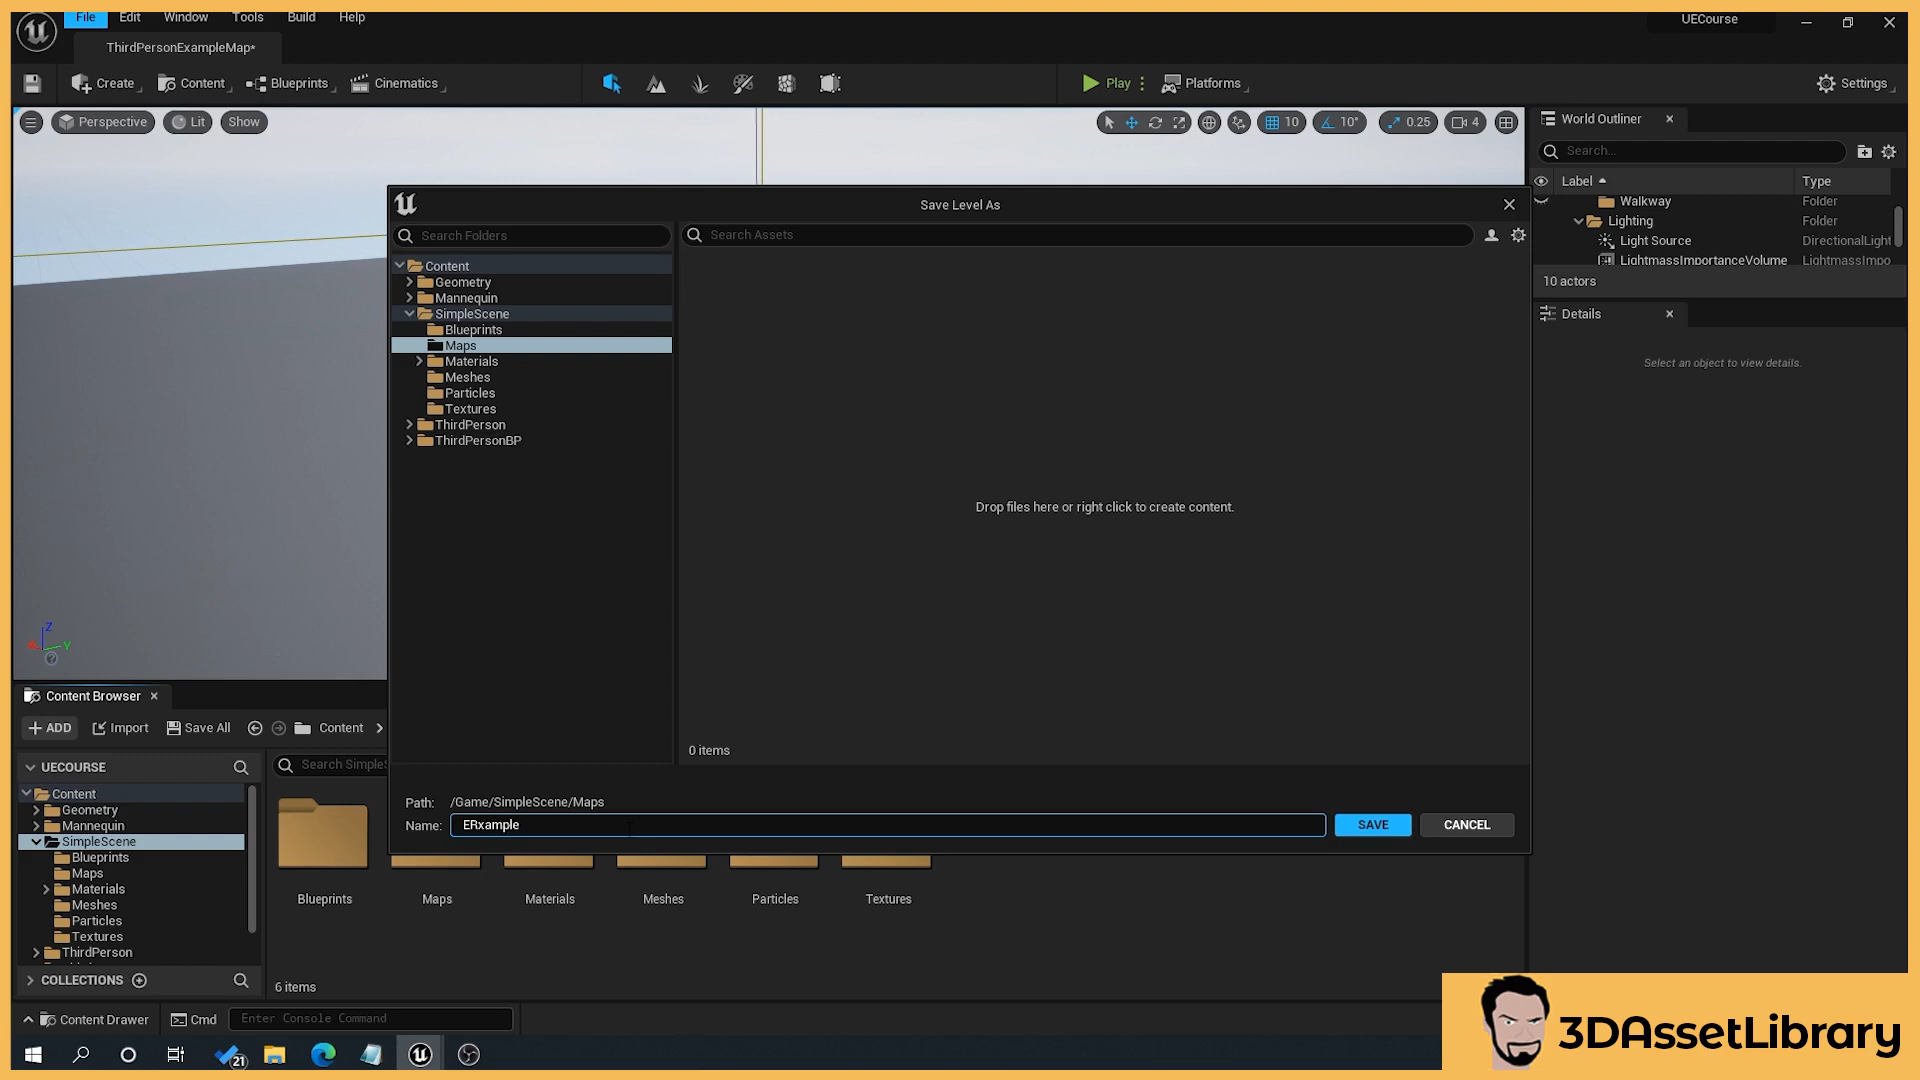 File Edit Window Tools Build Help
UECourse
ThirdPersonExampleMap*
Create Content Blueprints Cinematics Play Platforms Settings
Perspective Lit Show 10 10° 0.25 4
World Outliner
Search...
Label Type
Walkway Folder
Lighting Folder
Light Source DirectionalLight
LightmassImportanceVolume LightmassImpo
10 actors
Details
Select an object to view details.
Save Level As
Search Folders
Search Assets
Content
Geometry
Mannequin
SimpleScene
Blueprints
Maps
Materials
Meshes
Particles
Textures
ThirdPerson
ThirdPersonBP
Drop files here or right click to create content.
0 items
Path: /Game/SimpleScene/Maps
Name: ERxample
SAVE CANCEL
Z
Y
Content Browser
ADD Import Save All Content
UECOURSE
Search SimpleS
Content
Geometry
Mannequin
SimpleScene
Blueprints
Maps
Materials
Meshes
Particles
Textures
ThirdPerson
COLLECTIONS
Blueprints Maps Materials Meshes Particles Textures
6 items
Content Drawer Cmd Enter Console Command
21
3DAssetLibrary